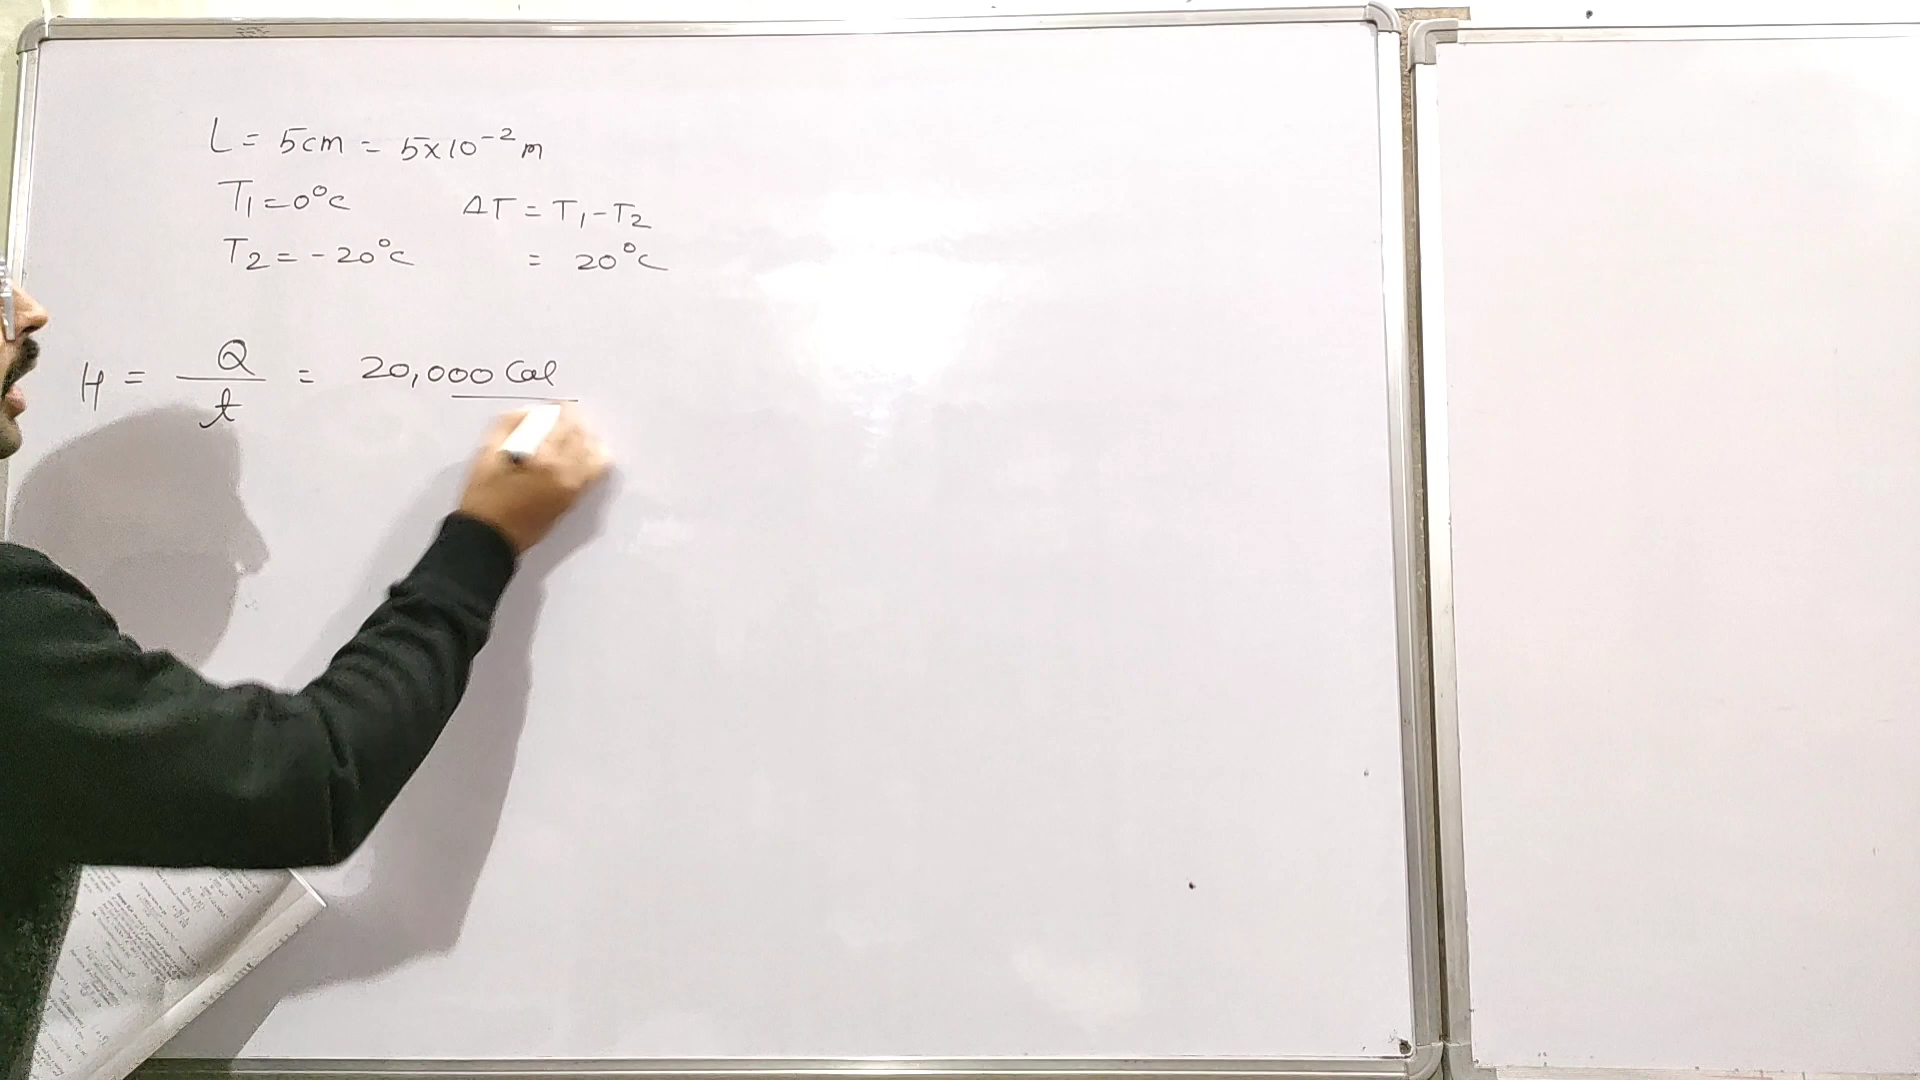 L = 5cm = 5×10⁻² m
T₁ = 0°C ΔT = T₁ - T₂
T₂ = -20°C = 20°C
H = Q/t = 20,000 Cal